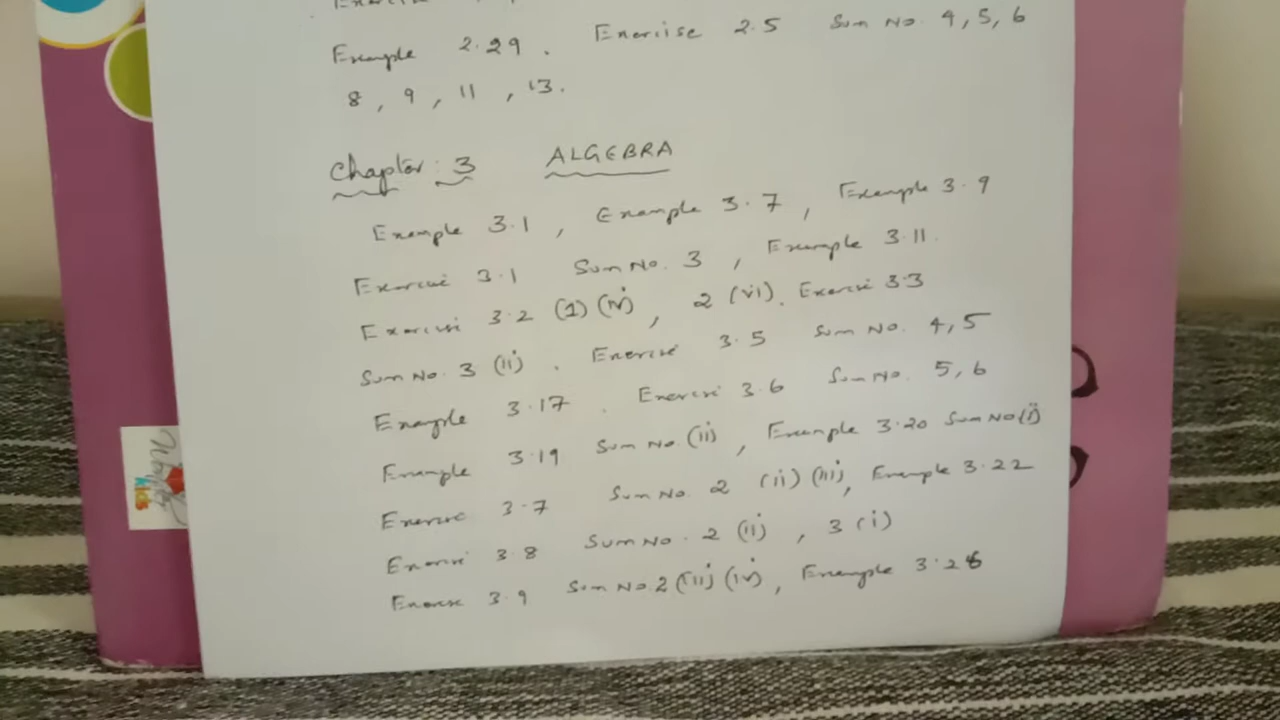 Example 2.29 . Exercise 2.5 Sum No. 4, 5, 6
8, 9, 11, 13.
Chapter : 3 ALGEBRA
Example 3.1 , Example 3.7 , Example 3.9
Exercise 3.1 Sum No. 3 , Example 3.11.
Exercise 3.2 (1) (iv) , 2 (vi). Exercise 3.3
Sum No. 3 (ii) . Exercise 3.5 Sum No. 4, 5
Example 3.17 . Exercise 3.6 Sum No. 5, 6
Example 3.19 Sum No. (ii) , Example 3.20 Sum No (i)
Exercise 3.7 Sum No. 2 (ii) (iii), Example 3.22
Exercise 3.8 Sum No. 2 (ii) , 3 (i)
Exercise 3.9 Sum No. 2 (iii) (iv), Example 3.26
kids